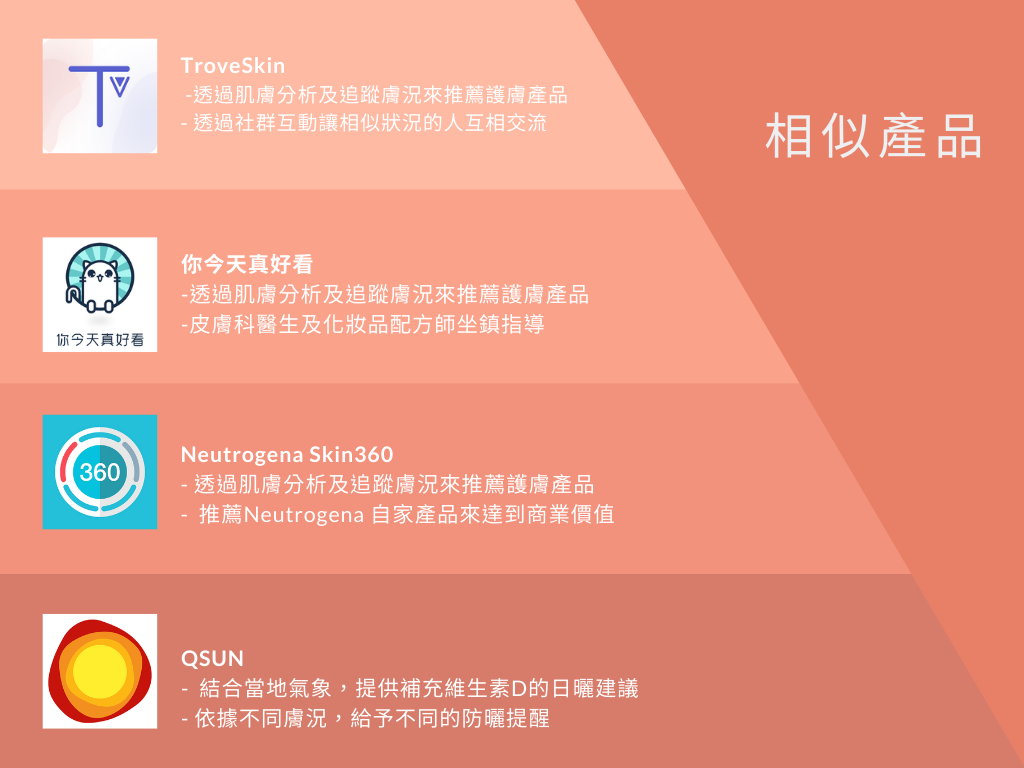 相似產品
TroveSkin
-透過肌膚分析及追蹤膚況來推薦護膚產品
- 透過社群互動讓相似狀況的人互相交流
你今天真好看
你今天真好看
-透過肌膚分析及追蹤膚況來推薦護膚產品
-皮膚科醫生及化妝品配方師坐鎮指導
360
Neutrogena Skin360
- 透過肌膚分析及追蹤膚況來推薦護膚產品
- 推薦Neutrogena 自家產品來達到商業價值
QSUN
- 結合當地氣象，提供補充維生素D的日曬建議
- 依據不同膚況，給予不同的防曬提醒